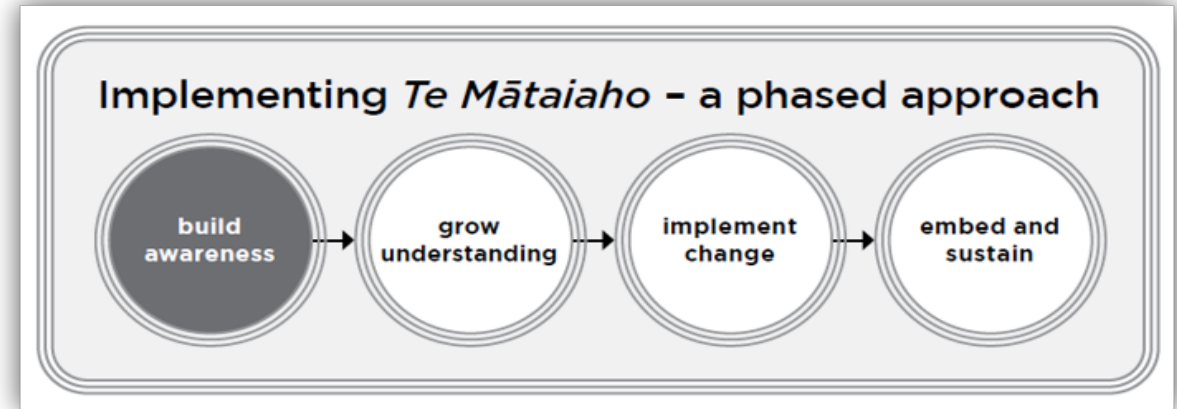 Implementing Te Mātaiaho – a phased approach
build
awareness
grow
understanding
implement
change
embed and
sustain